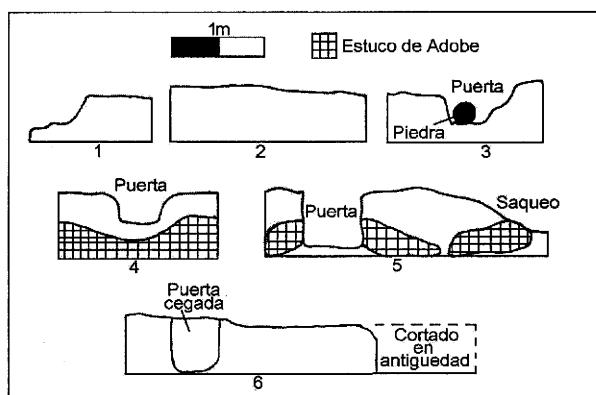 1m
Estuco de Adobe
Puerta
Piedra
1
2
3
Puerta
4
Puerta
Saqueo
5
Puerta
cegada
Cortado
en
antiguedad
6